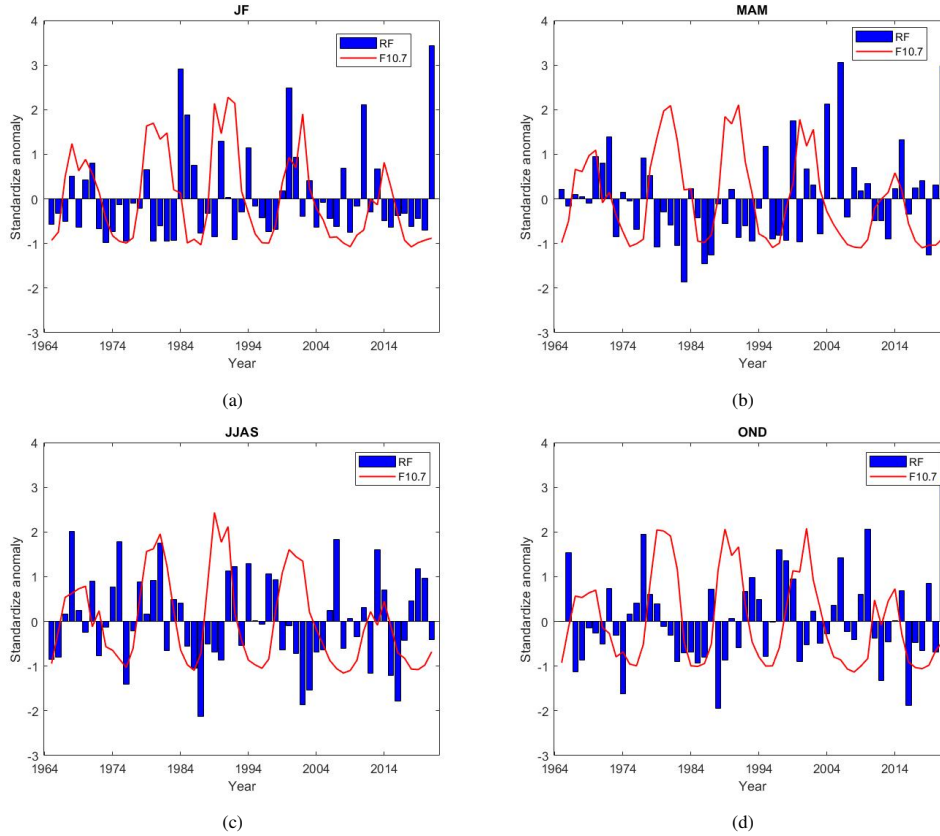 JF
4
3
2
1
0
-1
-2
-3
Standardize anomaly
RF
F10.7
1964 1974 1984 1994 2004 2014
Year
(a)
MAM
4
3
2
1
0
-1
-2
-3
Standardize anomaly
RF
F10.7
1964 1974 1984 1994 2004 2014
Year
(b)
JJAS
4
3
2
1
0
-1
-2
-3
Standardize anomaly
RF
F10.7
1964 1974 1984 1994 2004 2014
Year
(c)
OND
4
3
2
1
0
-1
-2
-3
Standardize anomaly
RF
F10.7
1964 1974 1984 1994 2004 2014
Year
(d)